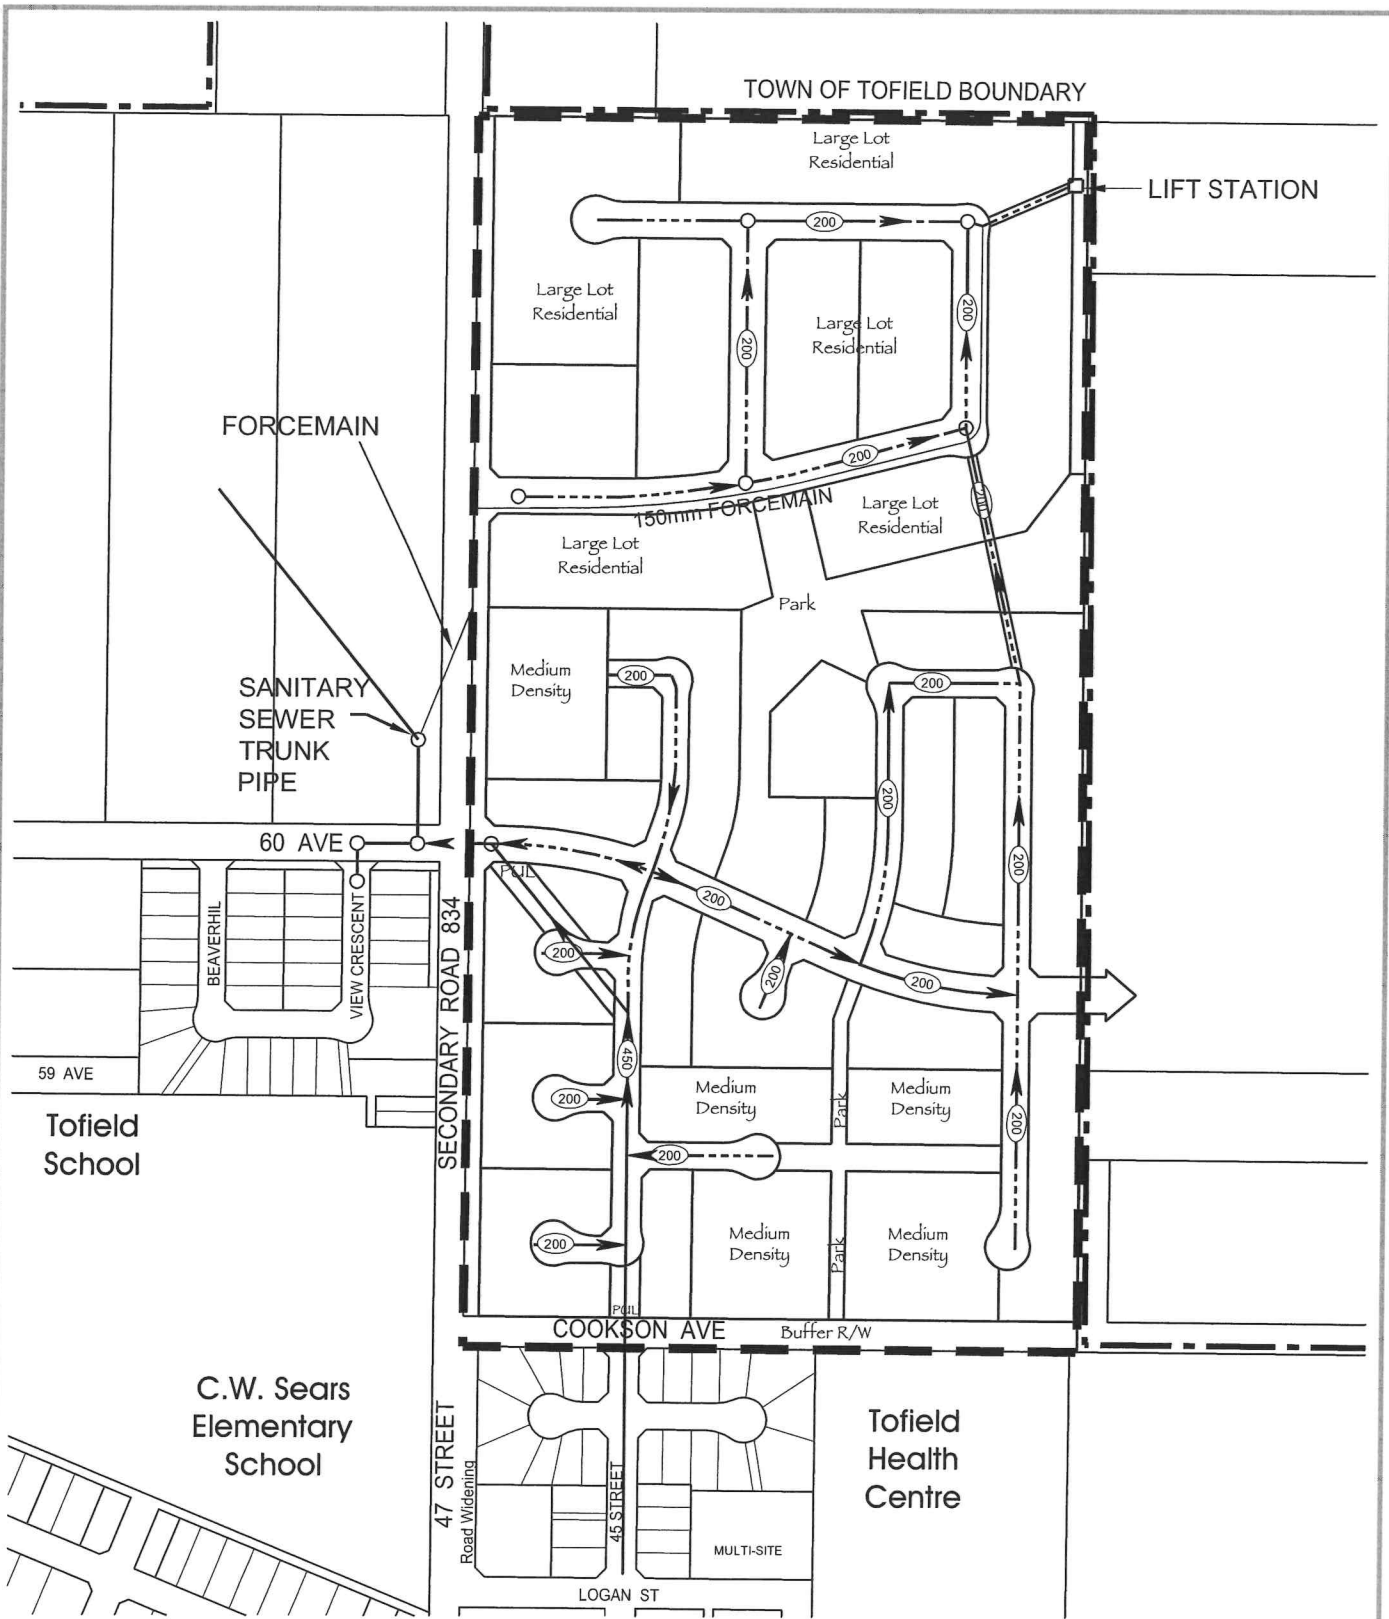 TOWN OF TOFIELD BOUNDARY
Large Lot
Residential
LIFT STATION
200
Large Lot
Residential
200
Large Lot
Residential
200
FORCEMAIN
200
150mm FORCEMAIN
Large Lot
Residential
200
Large Lot
Residential
Park
Medium
Density
200
200
SANITARY
SEWER
TRUNK
PIPE
200
60 AVE
PUL
200
200
BEAVERHIL
VIEW CRESCENT
SECONDARY ROAD 834
200
200
200
450
59 AVE
200
Medium
Density
Park
Medium
Density
200
Tofield
School
200
200
Medium
Density
Park
Medium
Density
PUL
COOKSON AVE
Buffer R/W
C.W. Sears
Elementary
School
47 STREET
Road Widening
45 STREET
Tofield
Health
Centre
MULTI-SITE
LOGAN ST